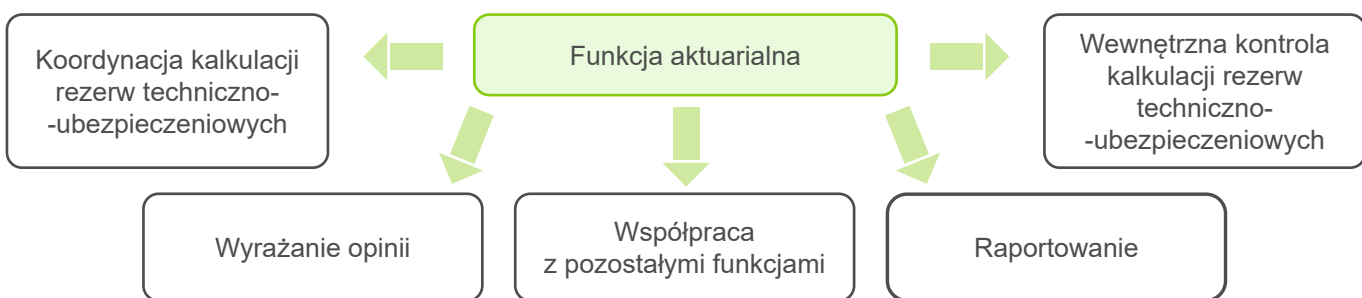 Koordynacja kalkulacji
rezerw techniczno-
-ubezpieczeniowych
Funkcja aktuarialna
Wewnętrzna kontrola
kalkulacji rezerw
techniczno-
-ubezpieczeniowych
Wyrażanie opinii
Współpraca
z pozostałymi funkcjami
Raportowanie